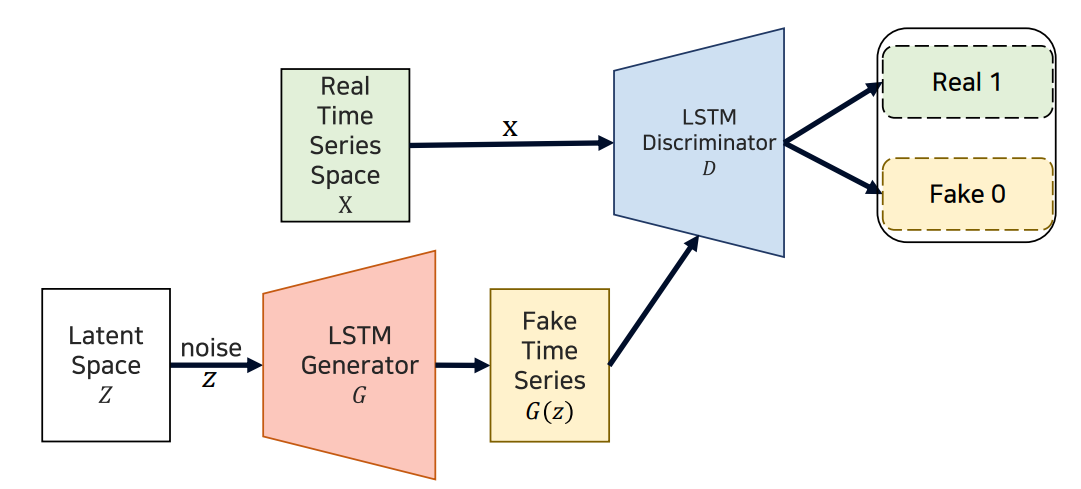 Real
Time
Series
Space
X
x
LSTM
Discriminator
D
Real 1
Fake 0
Latent
Space
Z
noise
z
LSTM
Generator
G
Fake
Time
Series
G(z)